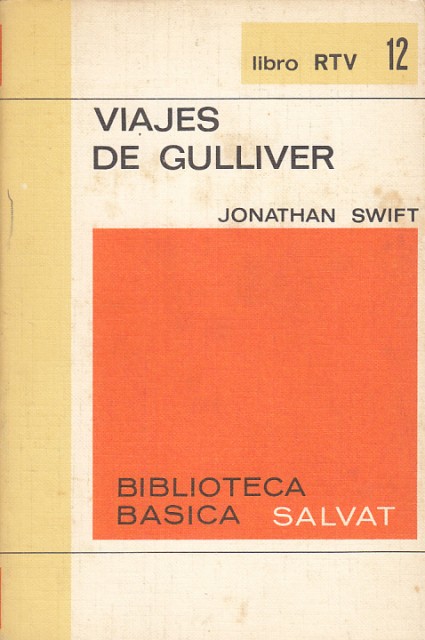 libro RTV 12
VIAJES
DE GULLIVER
JONATHAN SWIFT
BIBLIOTECA
BASICA SALVAT